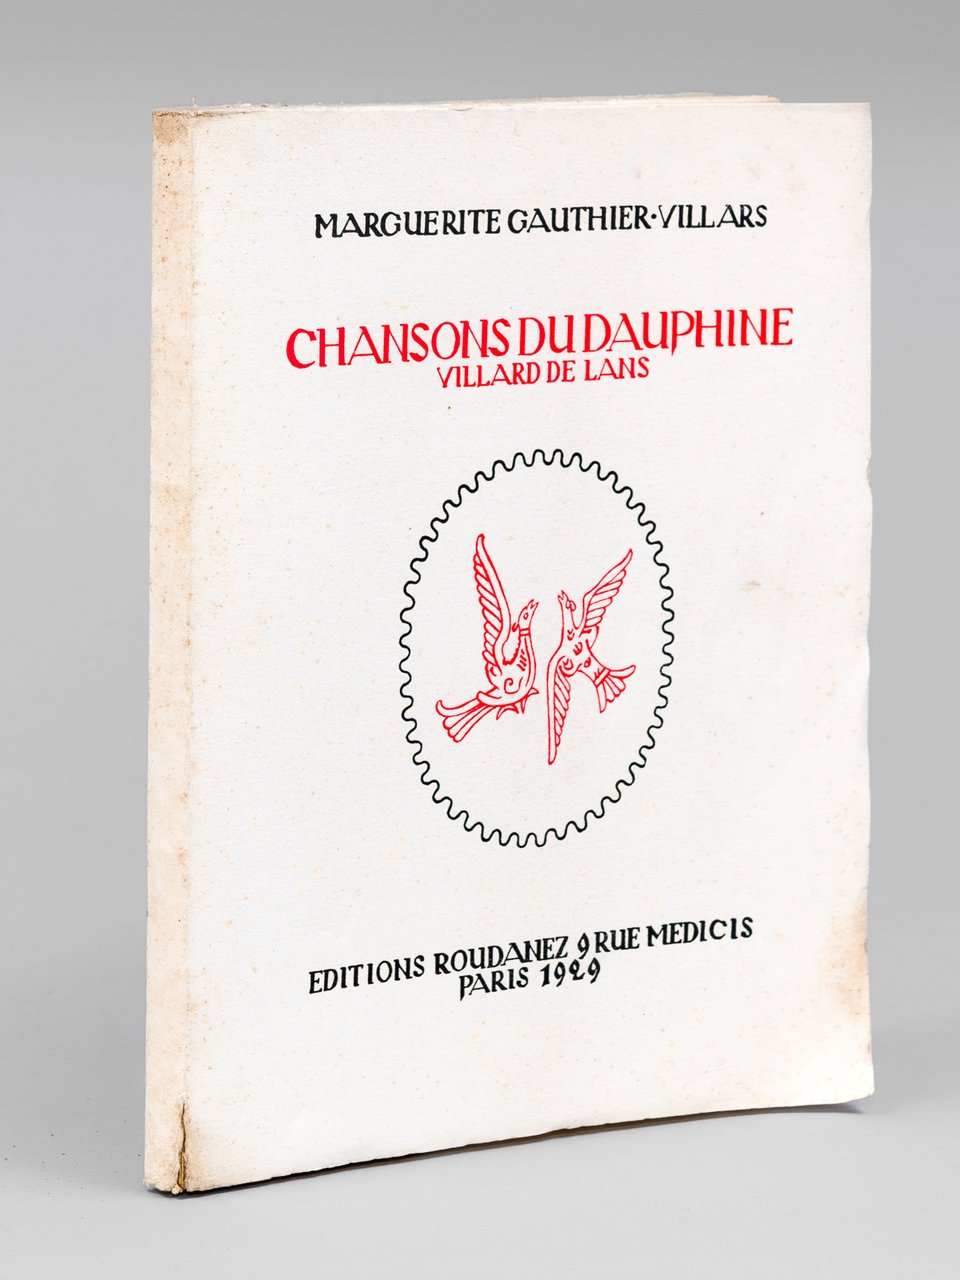 MARGUERITE GAUTHIER·VILLARS
CHANSONS DU DAUPHINE
VILLARD DE LANS
EDITIONS ROUDANEZ 9 RUE MEDICIS
PARIS 1929